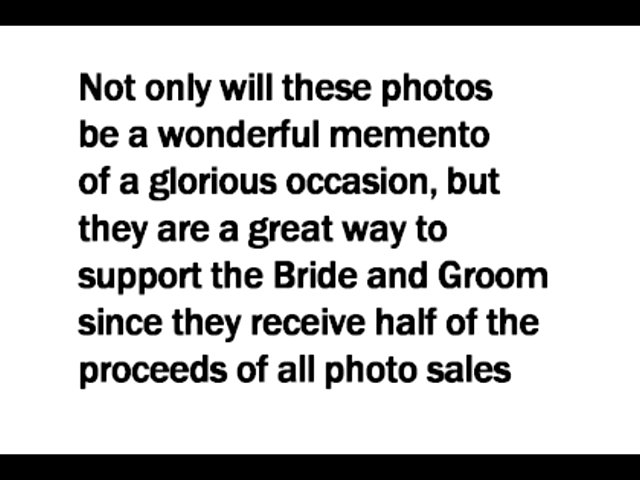 Not only will these photos
be a wonderful memento
of a glorious occasion, but
they are a great way to
support the Bride and Groom
since they receive half of the
proceeds of all photo sales